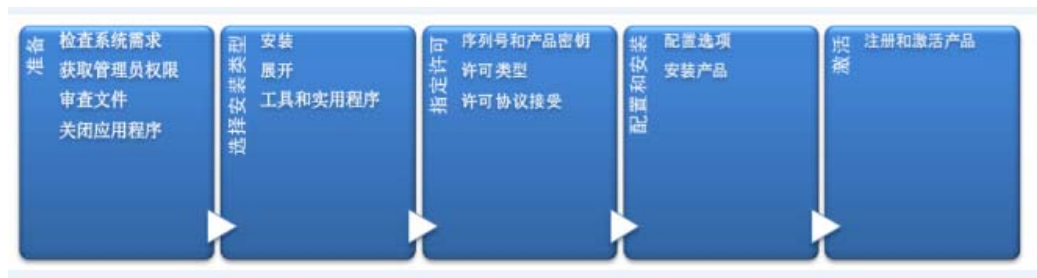 准备
检查系统需求
获取管理员权限
审查文件
关闭应用程序
选择安装类型
安装
展开
工具和实用程序
指定许可
序列号和产品密钥
许可类型
许可协议接受
配置和安装
配置选项
安装产品
激活
注册和激活产品